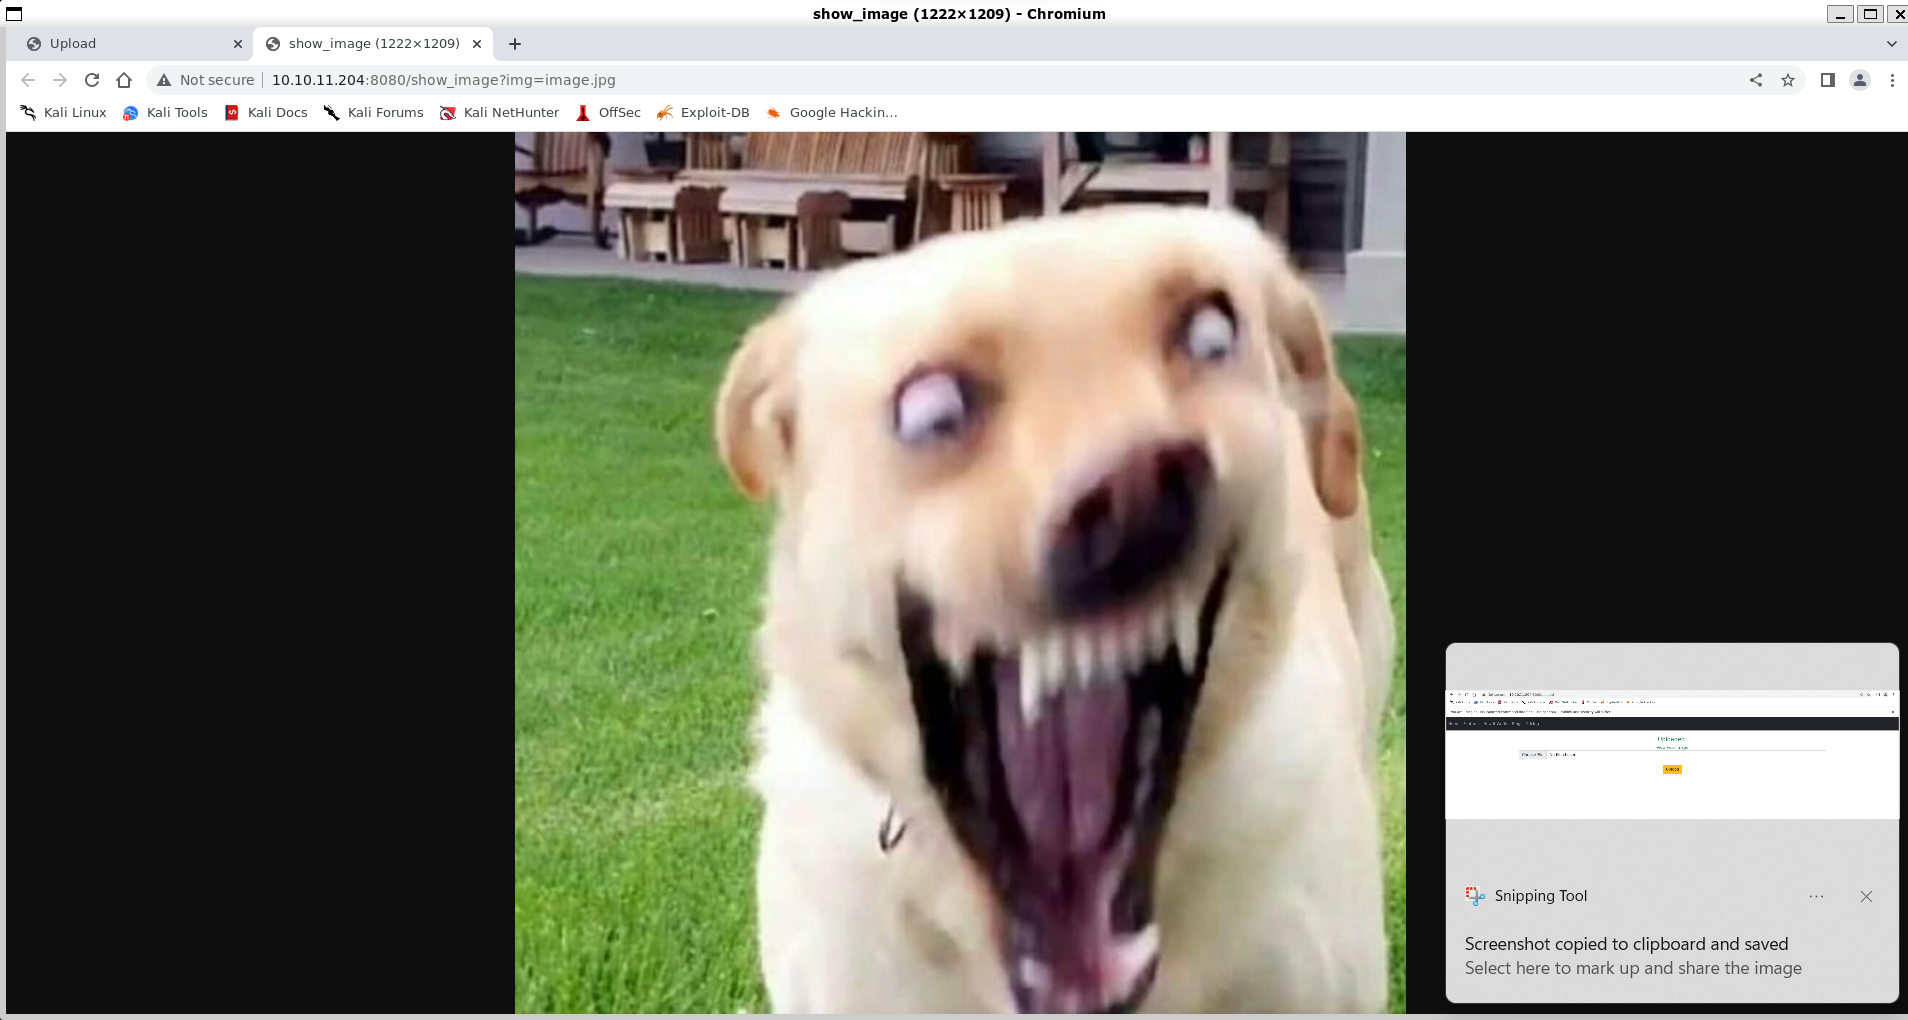 show_image (1222×1209) - Chromium
Upload
show_image (1222×1209)
Not secure
10.10.11.204:8080/show_image?img=image.jpg
Kali Linux
Kali Tools
Kali Docs
Kali Forums
Kali NetHunter
OffSec
Exploit-DB
Google Hackin...
Uploaded
Upload
Snipping Tool
Screenshot copied to clipboard and saved
Select here to mark up and share the image